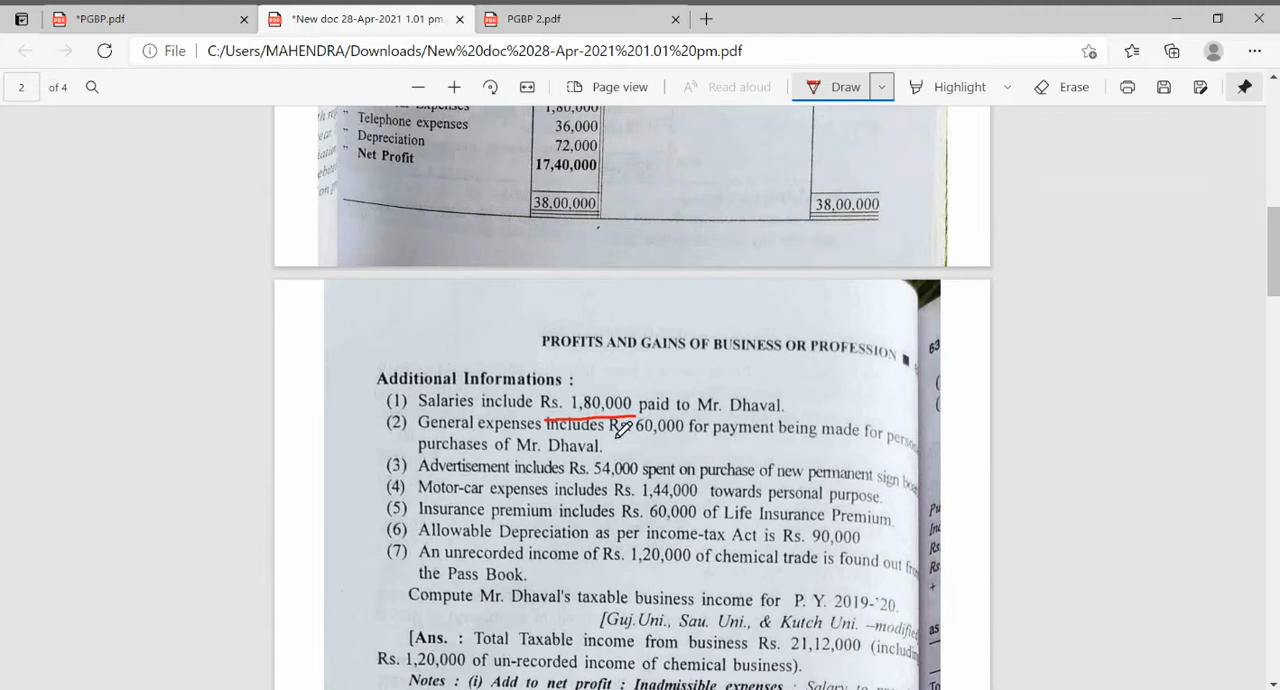 *PGBP.pdf
*New doc 28-Apr-2021 1.01 pm.
PGBP 2.pdf
File C:/Users/MAHENDRA/Downloads/New%20doc%2028-Apr-2021%201.01%20pm.pdf
2 of 4 Page view Read aloud Draw Highlight Erase
1,80,000
" Telephone expenses 36,000
" Depreciation 72,000
Net Profit 17,40,000
38,00,000 38,00,000
PROFITS AND GAINS OF BUSINESS OR PROFESSION ■ 63
Additional Informations :
(1) Salaries include Rs. 1,80,000 paid to Mr. Dhaval.
(2) General expenses includes Rs. 60,000 for payment being made for perso
purchases of Mr. Dhaval.
(3) Advertisement includes Rs. 54,000 spent on purchase of new permanent sign bo
(4) Motor-car expenses includes Rs. 1,44,000 towards personal purpose.
(5) Insurance premium includes Rs. 60,000 of Life Insurance Premium.
(6) Allowable Depreciation as per income-tax Act is Rs. 90,000
(7) An unrecorded income of Rs. 1,20,000 of chemical trade is found out fr
the Pass Book.
Compute Mr. Dhaval's taxable business income for P. Y. 2019-'20.
[Guj. Uni., Sau. Uni., & Kutch Uni. –modifie
[Ans. : Total Taxable income from business Rs. 21,12,000 (includi
Rs. 1,20,000 of un-recorded income of chemical business).
Notes : (i) Add to net profit : Inadmissible expenses : Salary to